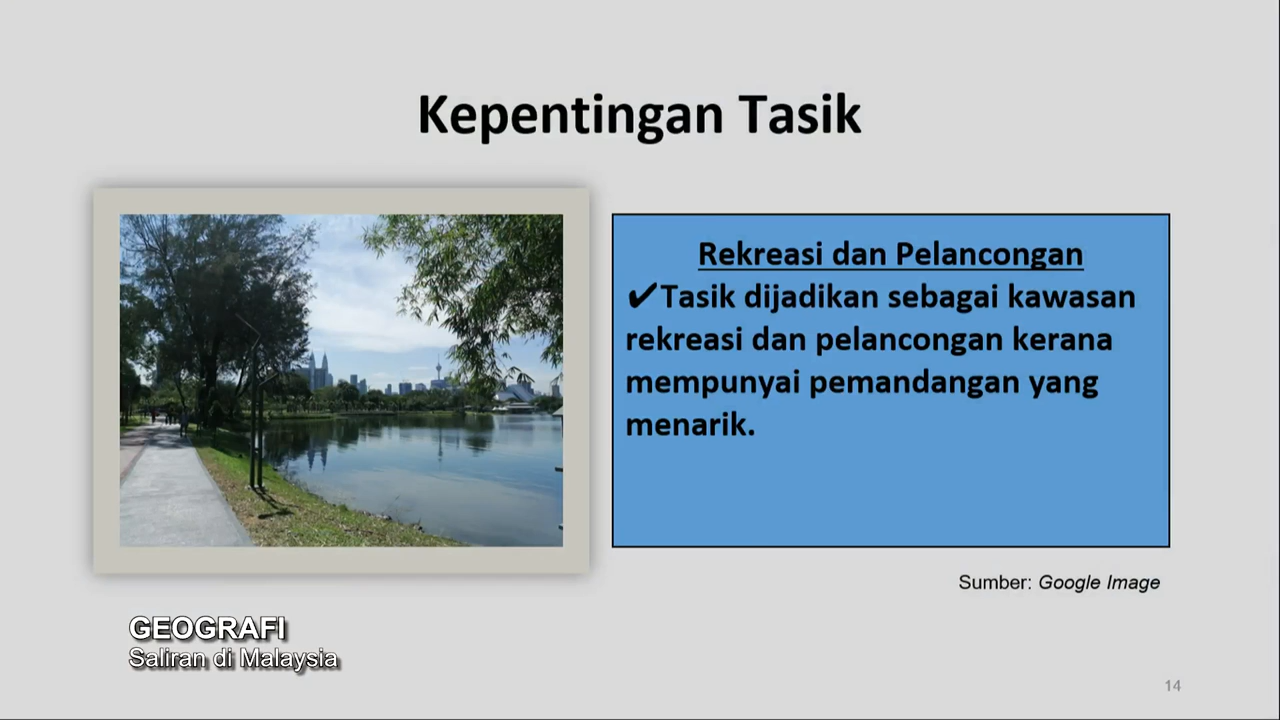 Kepentingan Tasik
Rekreasi dan Pelancongan
✔Tasik dijadikan sebagai kawasan
rekreasi dan pelancongan kerana
mempunyai pemandangan yang
menarik.
Sumber: Google Image
GEOGRAFI
Saliran di Malaysia
14